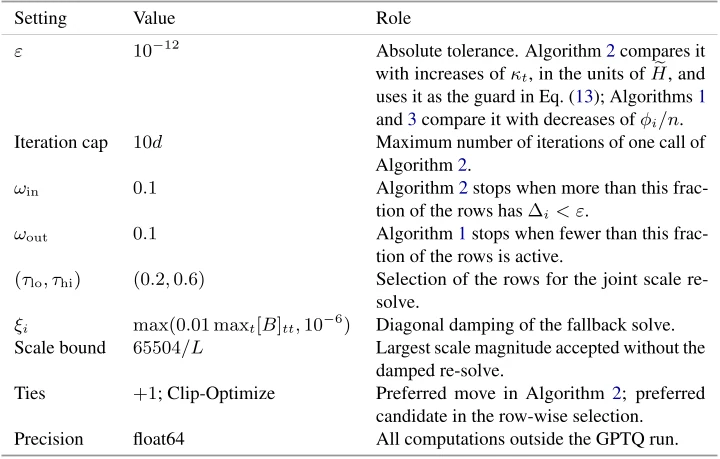 Setting Value Role
ε 10^{−12} Absolute tolerance. Algorithm 2 compares it
with increases of κ_t, in the units of H̃, and
uses it as the guard in Eq. (13); Algorithms 1
and 3 compare it with decreases of ϕ_i/n.
Iteration cap 10d Maximum number of iterations of one call of
Algorithm 2.
ω_in 0.1 Algorithm 2 stops when more than this frac-
tion of the rows has Δ_i < ε.
ω_out 0.1 Algorithm 1 stops when fewer than this frac-
tion of the rows is active.
(τ_lo, τ_hi) (0.2, 0.6) Selection of the rows for the joint scale re-
solve.
ξ_i max(0.01 max_t[B]_tt, 10^{−6}) Diagonal damping of the fallback solve.
Scale bound 65504/L Largest scale magnitude accepted without the
damped re-solve.
Ties +1; Clip-Optimize Preferred move in Algorithm 2; preferred
candidate in the row-wise selection.
Precision float64 All computations outside the GPTQ run.